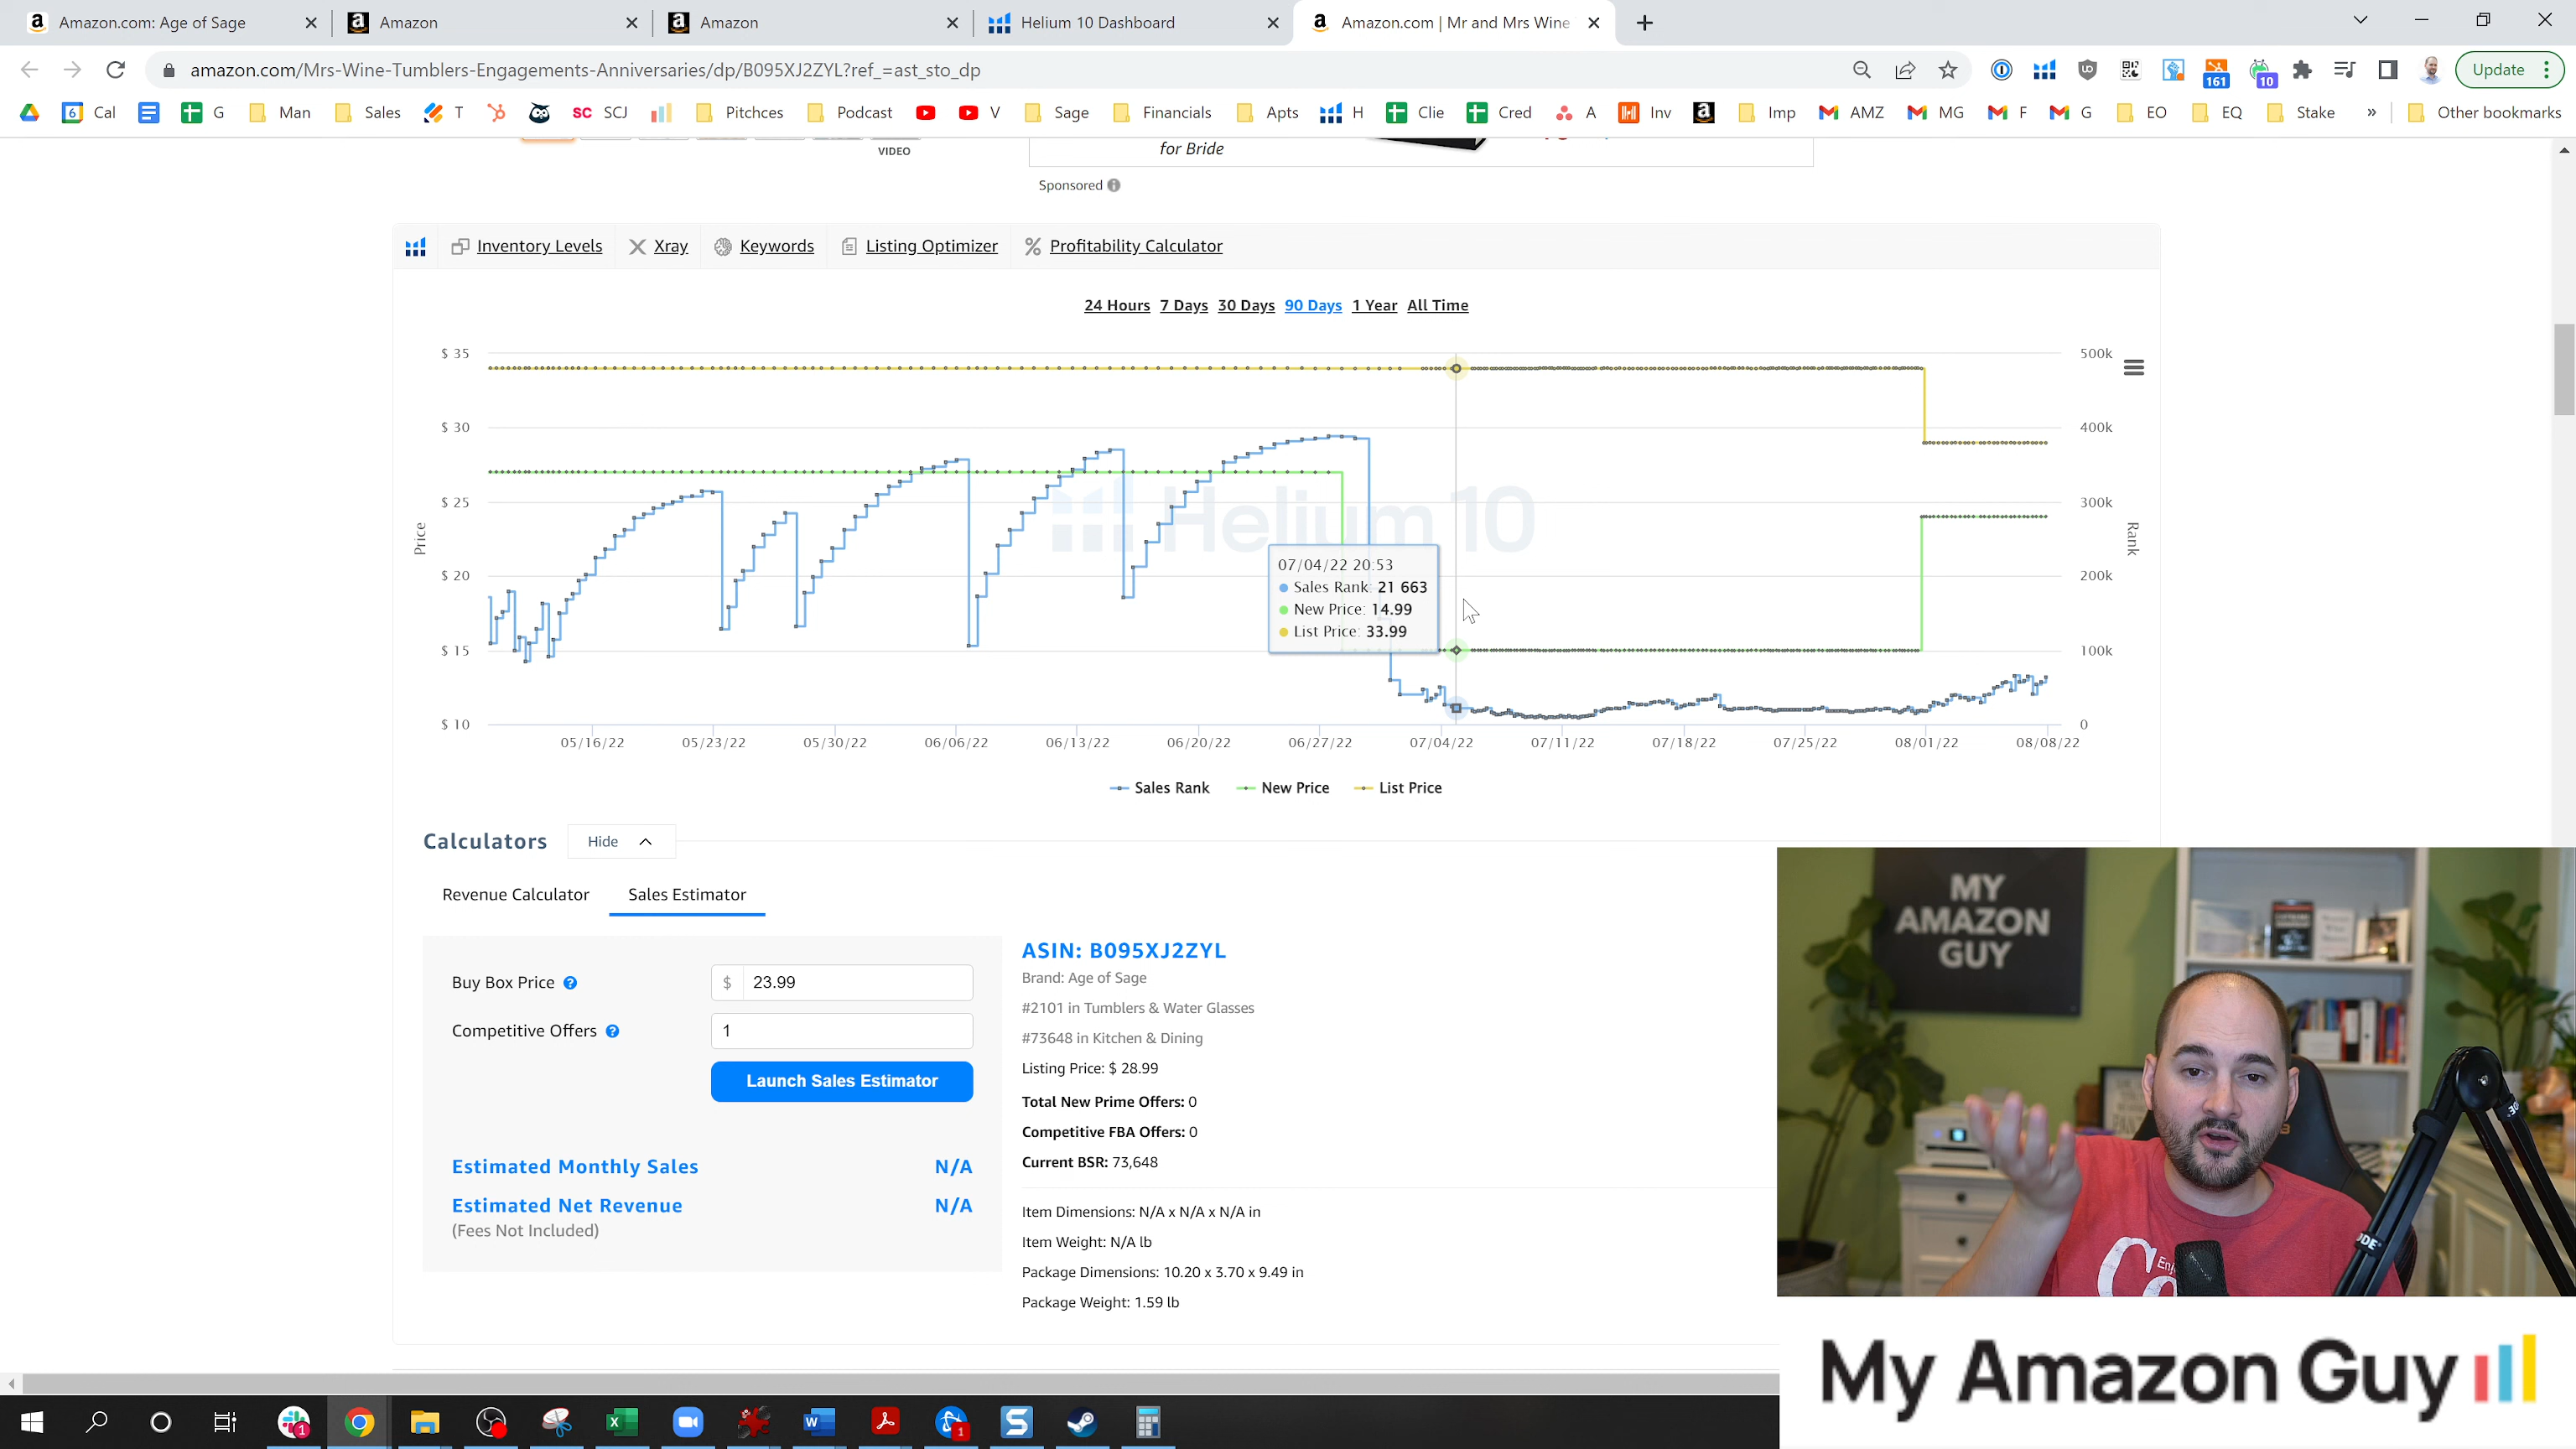 Amazon.com: Age of Sage
Amazon
Amazon
Helium 10 Dashboard
Amazon.com | Mr and Mrs Wine
amazon.com/Mrs-Wine-Tumblers-Engagements-Anniversaries/dp/B095XJ2ZYL?ref_=ast_sto_dp
161
10
Update
6 Cal
G
Man
Sales
T
SC SCJ
Pitchces
Podcast
V
Sage
Financials
Apts
H
Clie
Cred
A
Inv
Imp
AMZ
MG
F
G
EO
EQ
Stake
»
Other bookmarks
VIDEO
for Bride
Sponsored
Inventory Levels
Xray
Keywords
Listing Optimizer
Profitability Calculator
24 Hours 7 Days 30 Days 90 Days 1 Year All Time
$ 35
$ 30
$ 25
$ 20
$ 15
$ 10
Price
500k
400k
300k
200k
100k
0
Rank
Helium 10
07/04/22 20:53
Sales Rank: 21 663
New Price: 14.99
List Price: 33.99
05/16/22 05/23/22 05/30/22 06/06/22 06/13/22 06/20/22 06/27/22 07/04/22 07/11/22 07/18/22 07/25/22 08/01/22 08/08/22
Sales Rank New Price List Price
Calculators
Hide
Revenue Calculator
Sales Estimator
Buy Box Price
$ 23.99
Competitive Offers
1
Launch Sales Estimator
Estimated Monthly Sales N/A
Estimated Net Revenue N/A
(Fees Not Included)
ASIN: B095XJ2ZYL
Brand: Age of Sage
#2101 in Tumblers & Water Glasses
#73648 in Kitchen & Dining
Listing Price: $ 28.99
Total New Prime Offers: 0
Competitive FBA Offers: 0
Current BSR: 73,648
Item Dimensions: N/A x N/A x N/A in
Item Weight: N/A lb
Package Dimensions: 10.20 x 3.70 x 9.49 in
Package Weight: 1.59 lb
MY
AMAZON
GUY
My Amazon Guy